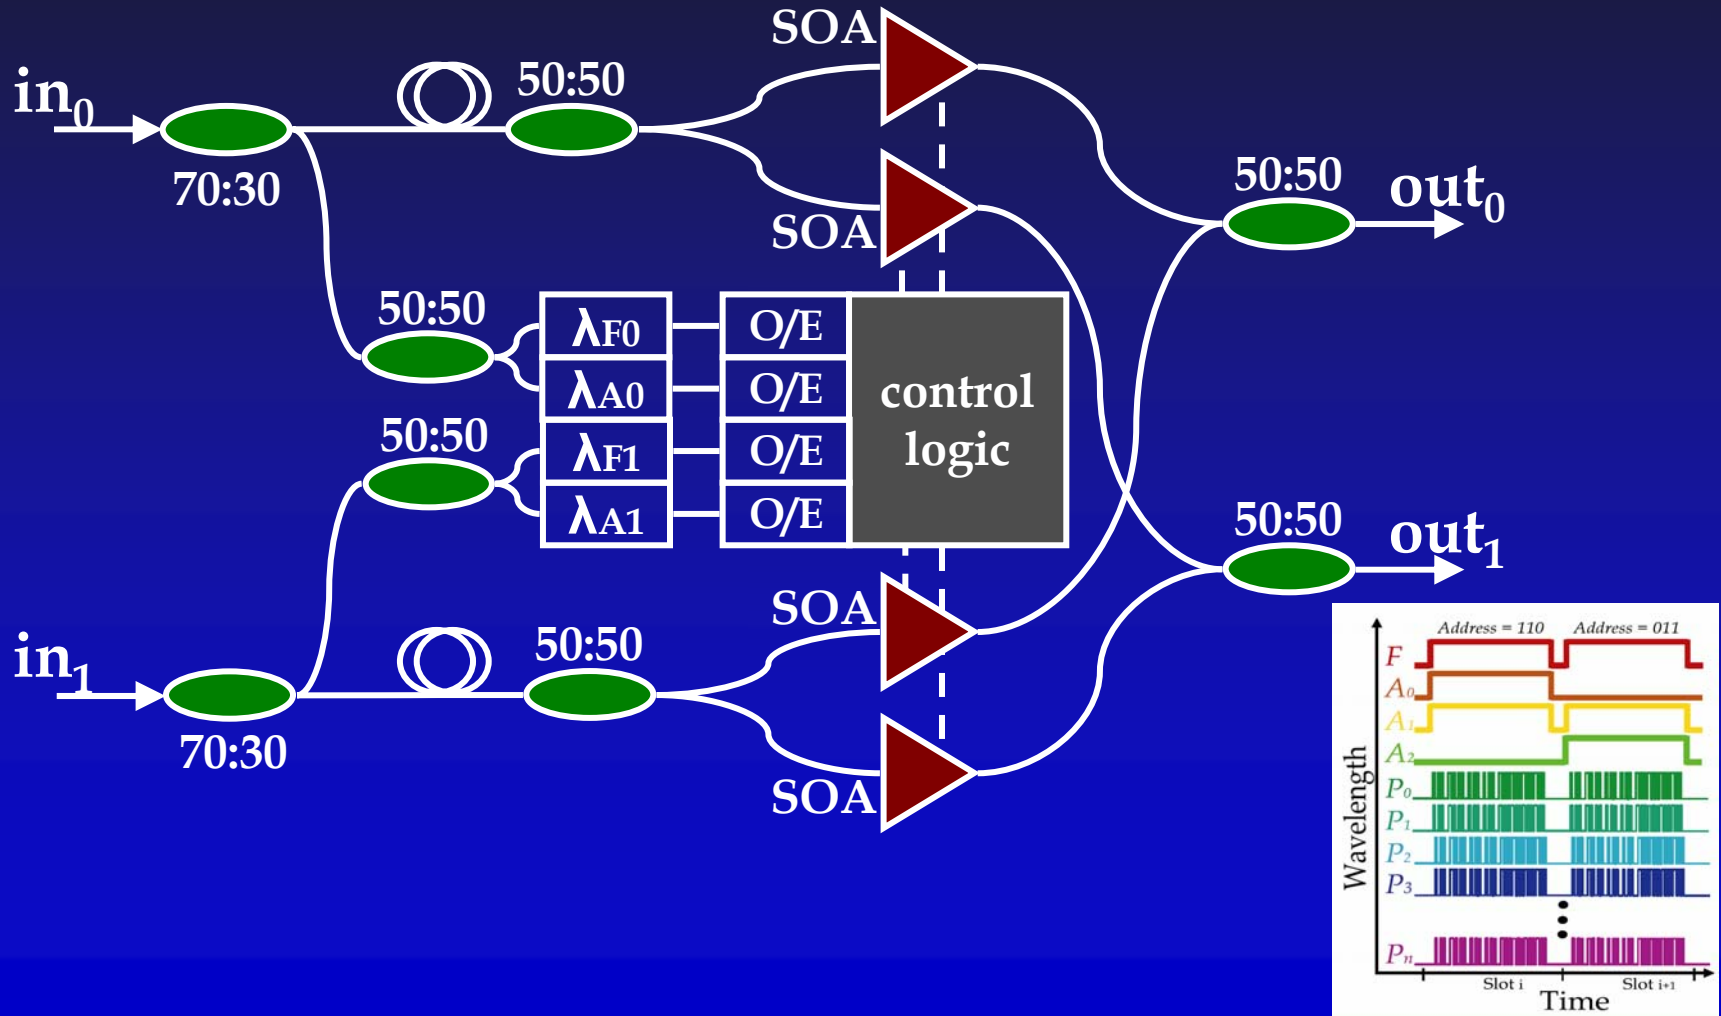 SOA
in0
50:50
70:30
SOA
50:50
out0
50:50
λF0
O/E
λA0
O/E
50:50
λF1
O/E
λA1
O/E
control
logic
50:50
out1
SOA
in1
50:50
70:30
SOA
Address = 110
Address = 011
F
A0
A1
A2
P0
P1
P2
P3
Pn
Wavelength
Slot i
Slot i+1
Time